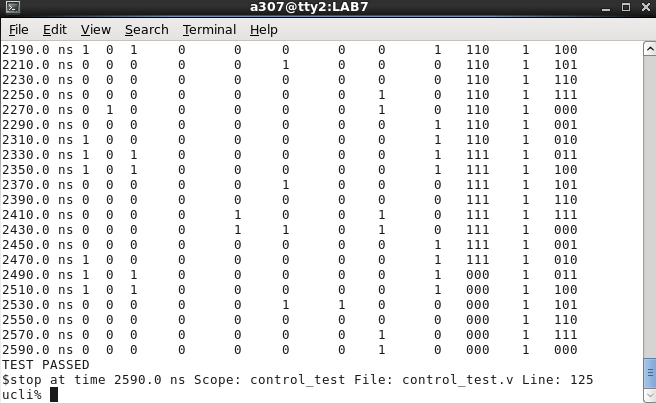 a307@tty2:LAB7
File Edit View Search Terminal Help
2190.0 ns 1 0 1 0 0 0 0 0 1 110 1 100
2210.0 ns 0 0 0 0 0 1 0 0 0 110 1 101
2230.0 ns 0 0 0 0 0 0 0 0 0 110 1 110
2250.0 ns 0 0 0 0 0 0 0 1 0 110 1 111
2270.0 ns 0 1 0 0 0 0 0 1 0 110 1 000
2290.0 ns 0 0 0 0 0 0 0 0 1 110 1 001
2310.0 ns 1 0 0 0 0 0 0 0 1 110 1 010
2330.0 ns 1 0 1 0 0 0 0 0 1 111 1 011
2350.0 ns 1 0 1 0 0 0 0 0 1 111 1 100
2370.0 ns 0 0 0 0 0 1 0 0 0 111 1 101
2390.0 ns 0 0 0 0 0 0 0 0 0 111 1 110
2410.0 ns 0 0 0 0 1 0 0 1 0 111 1 111
2430.0 ns 0 0 0 0 1 1 0 1 0 111 1 000
2450.0 ns 0 0 0 0 0 0 0 0 1 111 1 001
2470.0 ns 1 0 0 0 0 0 0 0 1 111 1 010
2490.0 ns 1 0 1 0 0 0 0 0 1 000 1 011
2510.0 ns 1 0 1 0 0 0 0 0 1 000 1 100
2530.0 ns 0 0 0 0 0 1 1 0 0 000 1 101
2550.0 ns 0 0 0 0 0 0 0 0 0 000 1 110
2570.0 ns 0 0 0 0 0 0 0 1 0 000 1 111
2590.0 ns 0 0 0 0 0 0 0 1 0 000 1 000
TEST PASSED
$stop at time 2590.0 ns Scope: control_test File: control_test.v Line: 125
ucli%